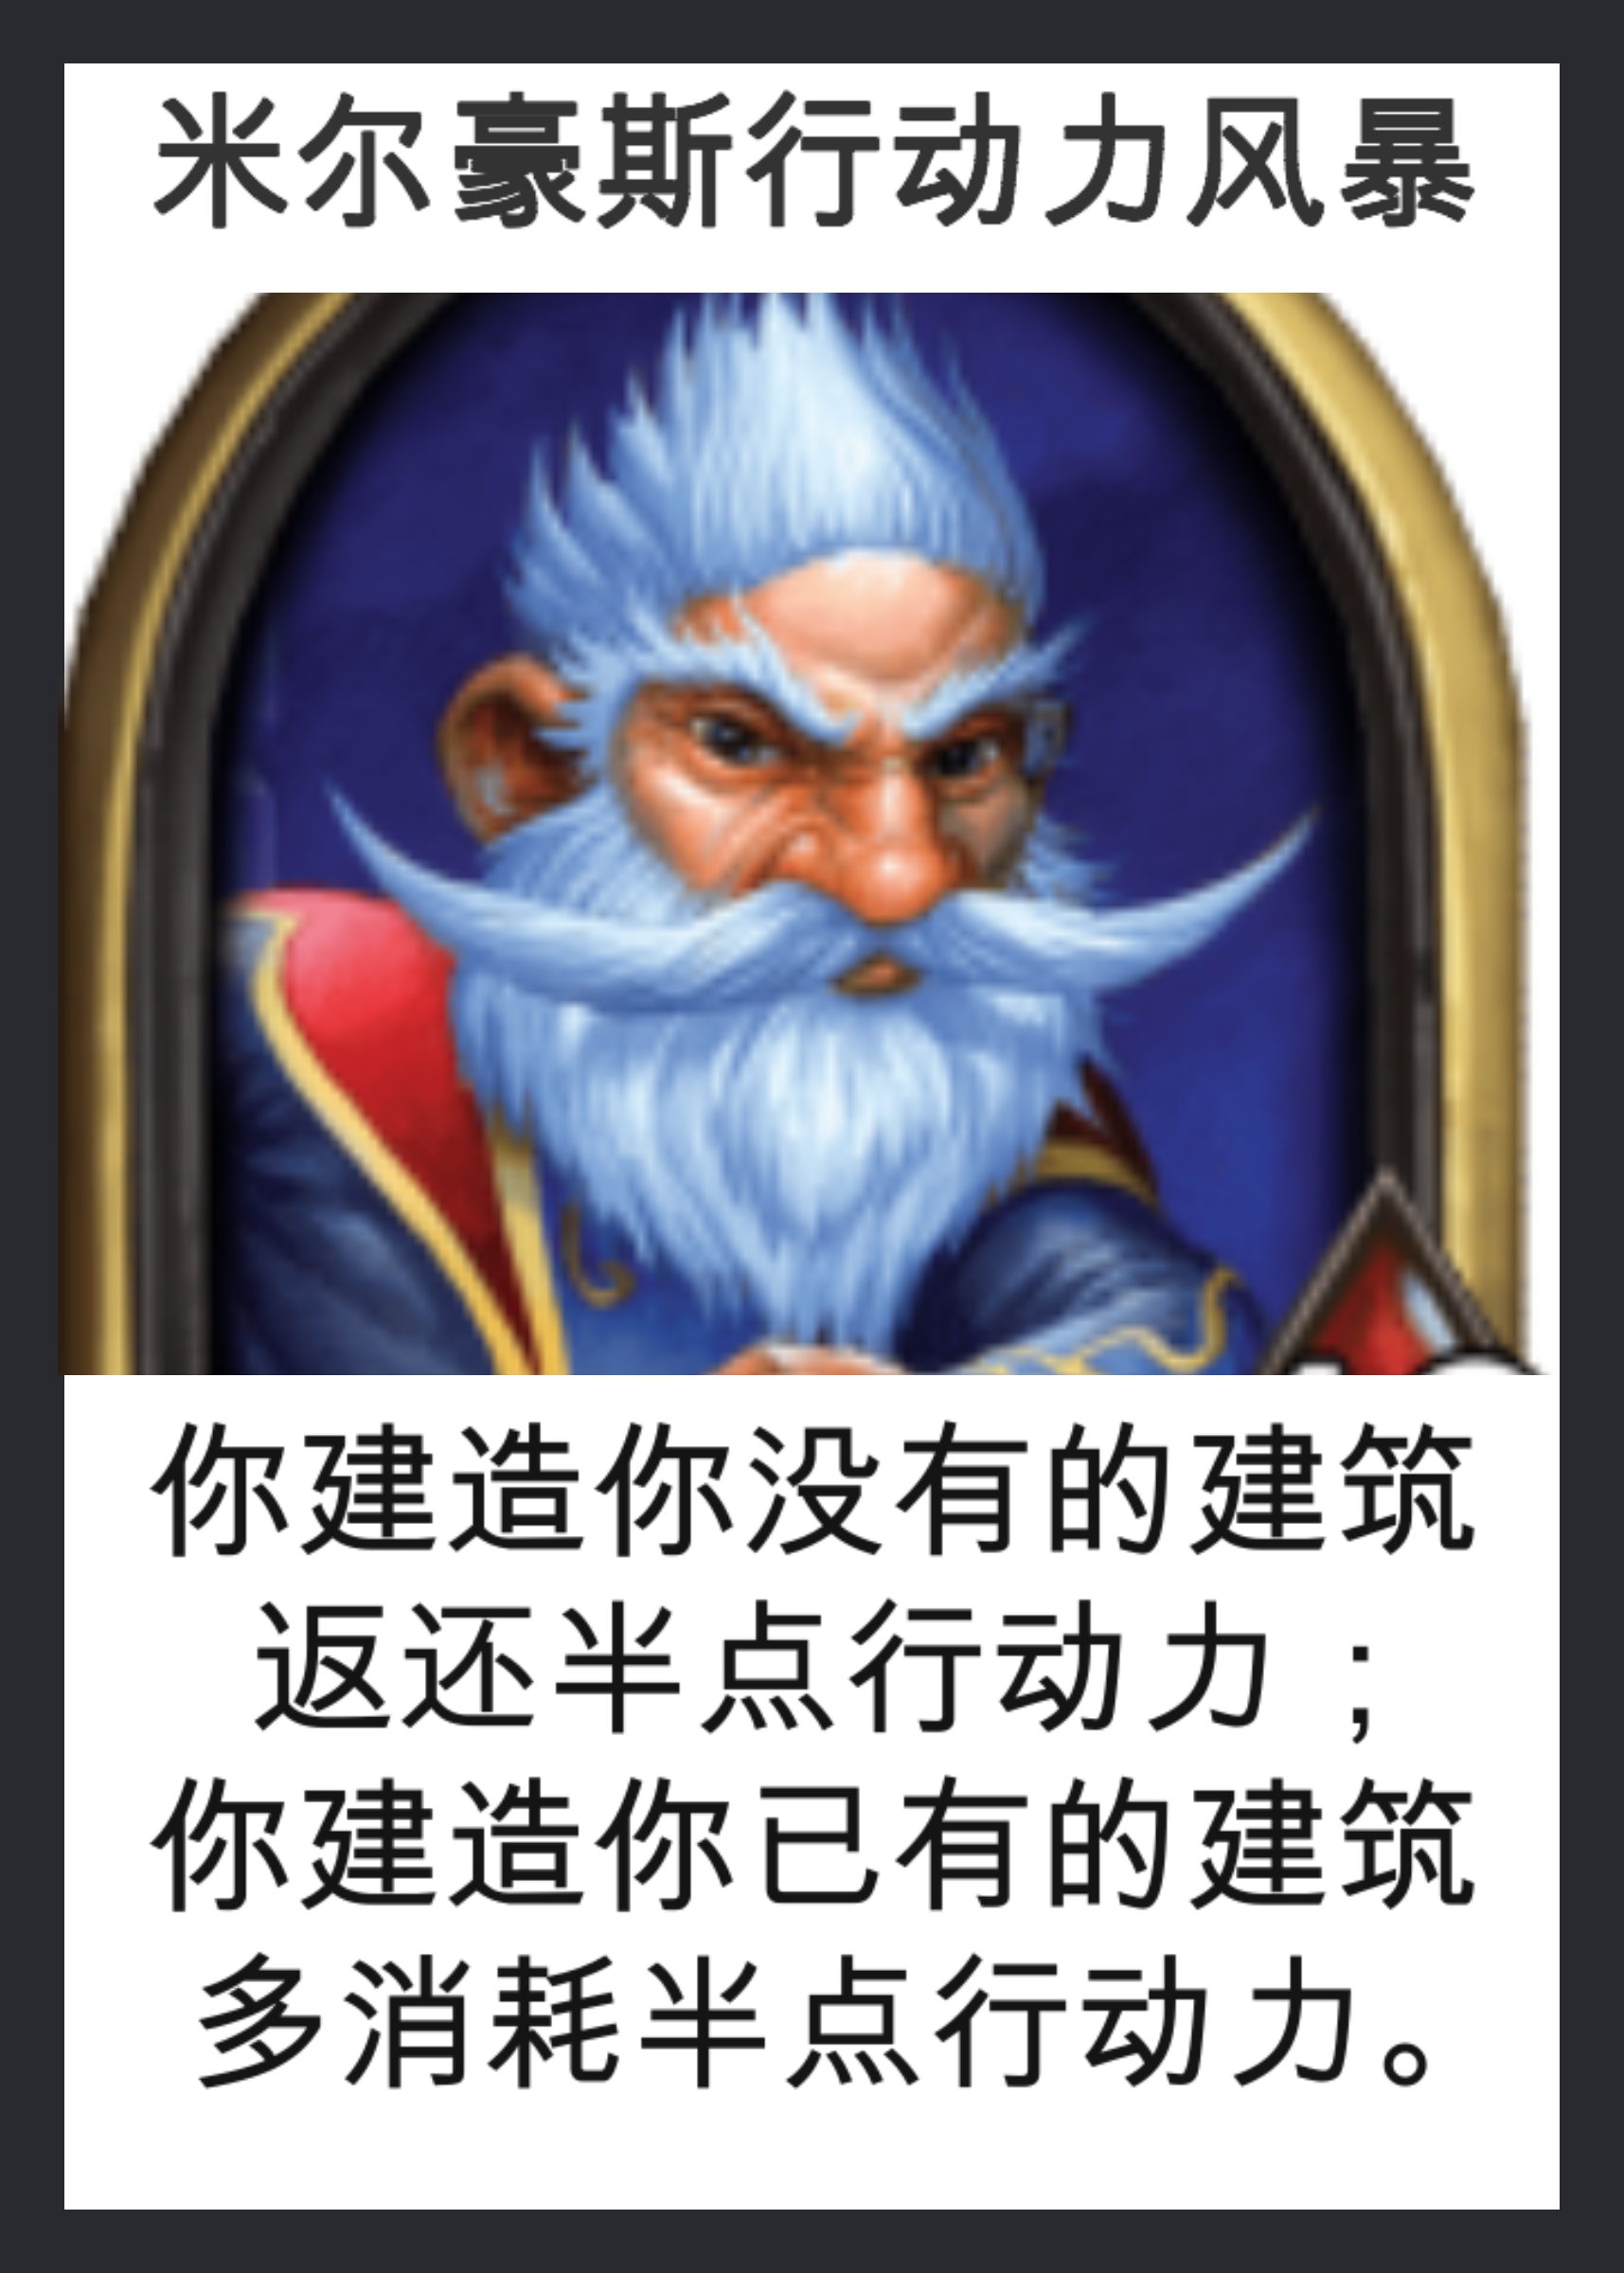 米尔豪斯行动力风暴
你建造你没有的建筑
返还半点行动力；
你建造你已有的建筑
多消耗半点行动力。